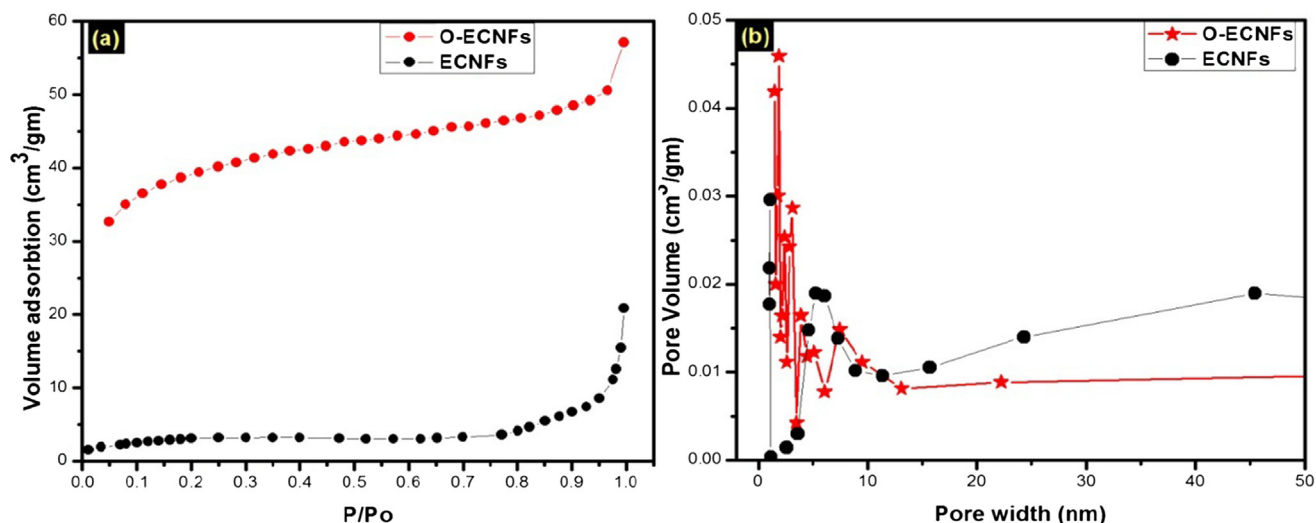 (a)
O-ECNFs
ECNFs
Volume adsorbtion (cm³/gm)
60
50
40
30
20
10
0
0.0 0.1 0.2 0.3 0.4 0.5 0.6 0.7 0.8 0.9 1.0
P/Po
(b)
O-ECNFs
ECNFs
Pore Volume (cm³/gm)
0.05
0.04
0.03
0.02
0.01
0.00
0 10 20 30 40 50
Pore width (nm)